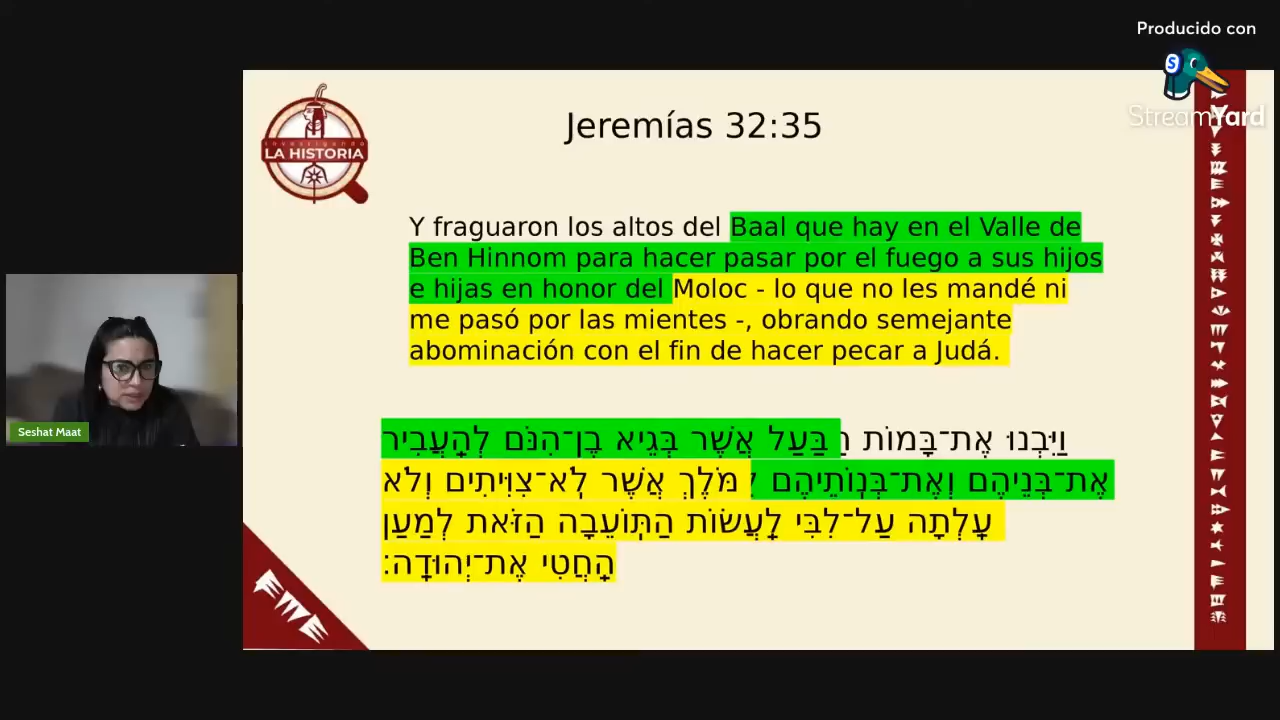 Producido con
StreamYard
LA HISTORIA
Jeremías 32:35
Y fraguaron los altos del Baal que hay en el Valle de
Ben Hinnom para hacer pasar por el fuego a sus hijos
e hijas en honor del Moloc - lo que no les mandé ni
me pasó por las mientes -, obrando semejante
abominación con el fin de hacer pecar a Judá.
וַיִּבְנוּ אֶת־בָּמוֹת הַבַּעַל אֲשֶׁר בְּגֵיא בֶן־הִנֹּם לְהַעֲבִיר
אֶת־בְּנֵיהֶם וְאֶת־בְּנֽוֹתֵיהֶם לַמֹּלֶךְ אֲשֶׁר לֹֽא־צִוִּיתִים וְלֹא
עָֽלְתָה עַל־לִבִּי לַֽעֲשׂוֹת הַתּֽוֹעֵבָה הַזֹּאת לְמַעַן
הַֽחֲטִי אֶת־יְהוּדָֽה׃
Seshat Maat